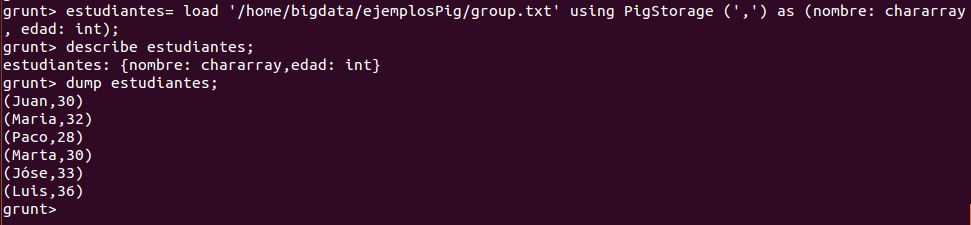 grunt> estudiantes= load '/home/bigdata/ejemplosPig/group.txt' using PigStorage (',') as (nombre: chararray
, edad: int);
grunt> describe estudiantes;
estudiantes: {nombre: chararray,edad: int}
grunt> dump estudiantes;
(Juan,30)
(Maria,32)
(Paco,28)
(Marta,30)
(Jóse,33)
(Luis,36)
grunt>